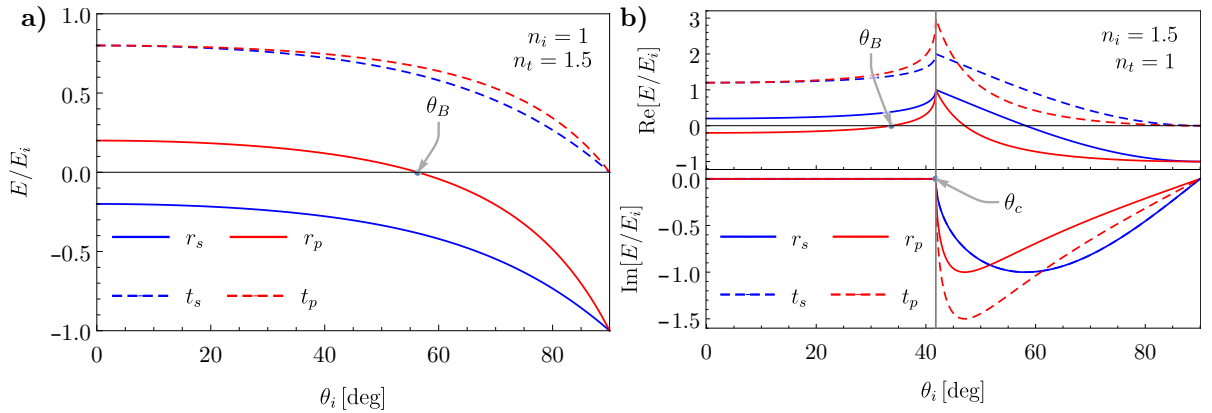 a)
1.0
0.5
0.0
−0.5
−1.0
E/E_i
n_i = 1
n_t = 1.5
θ_B
r_s r_p
t_s t_p
0 20 40 60 80
θ_i [deg]
b)
3
2
1
0
−1
Re[E/E_i]
n_i = 1.5
n_t = 1
θ_B
0.0
−0.5
−1.0
−1.5
Im[E/E_i]
θ_c
r_s r_p
t_s t_p
0 20 40 60 80
θ_i [deg]